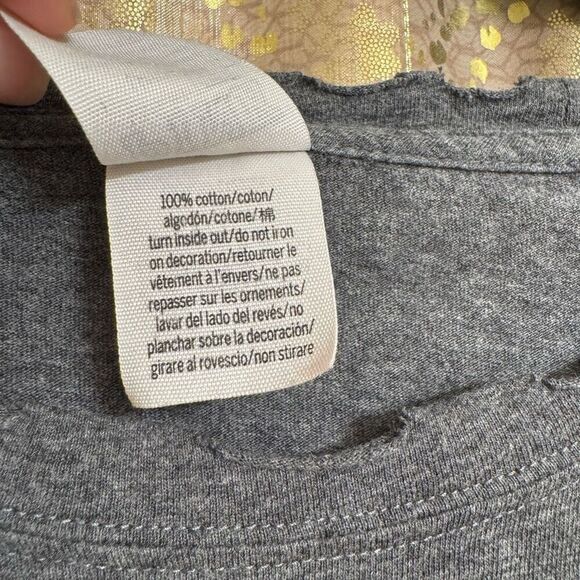 100% cotton/coton/
algodón/cotone/棉
turn inside out/do not iron
on decoration/retourner le
vêtement à l'envers/ne pas
repasser sur les ornements/
lavar del lado del revés/no
planchar sobre la decoración/
girare al rovescio/non stirare